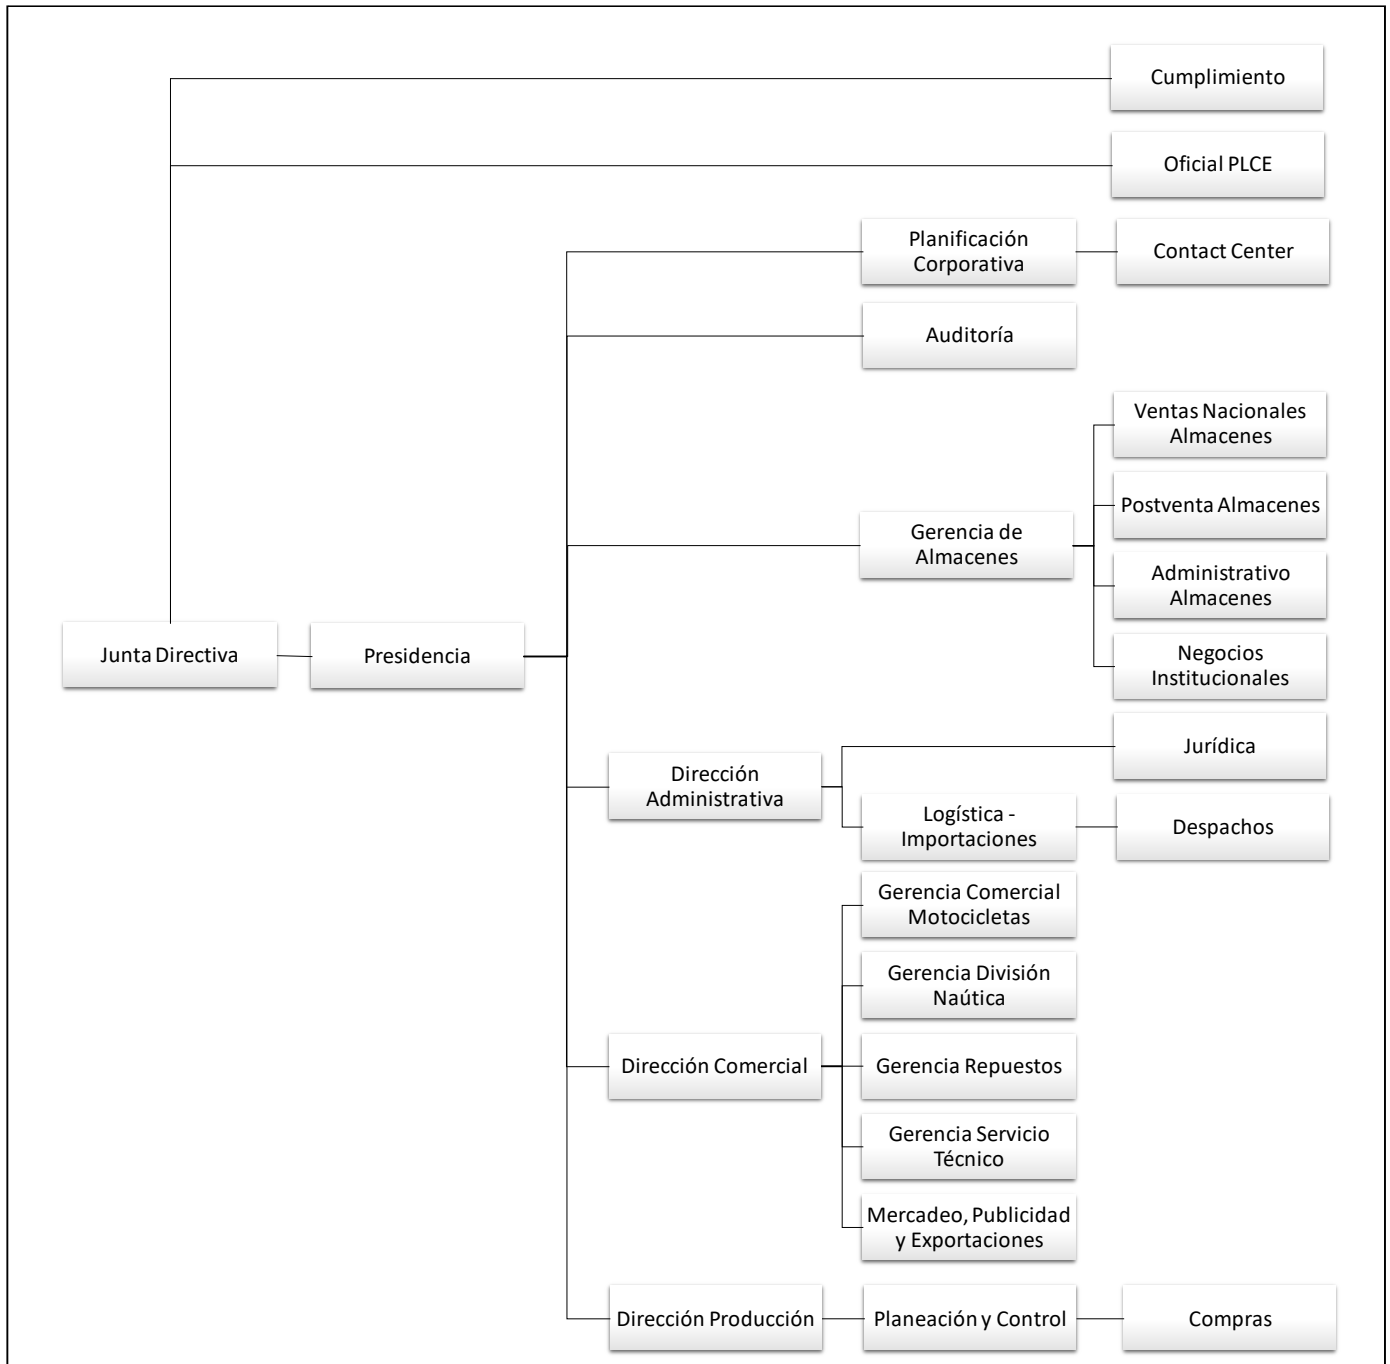 Cumplimiento
Oficial PLCE
Planificación
Corporativa
Contact Center
Auditoría
Ventas Nacionales
Almacenes
Postventa Almacenes
Gerencia de
Almacenes
Administrativo
Almacenes
Junta Directiva
Presidencia
Negocios
Institucionales
Jurídica
Dirección
Administrativa
Logística -
Importaciones
Despachos
Gerencia Comercial
Motocicletas
Gerencia División
Naútica
Dirección Comercial
Gerencia Repuestos
Gerencia Servicio
Técnico
Mercadeo, Publicidad
y Exportaciones
Dirección Producción
Planeación y Control
Compras